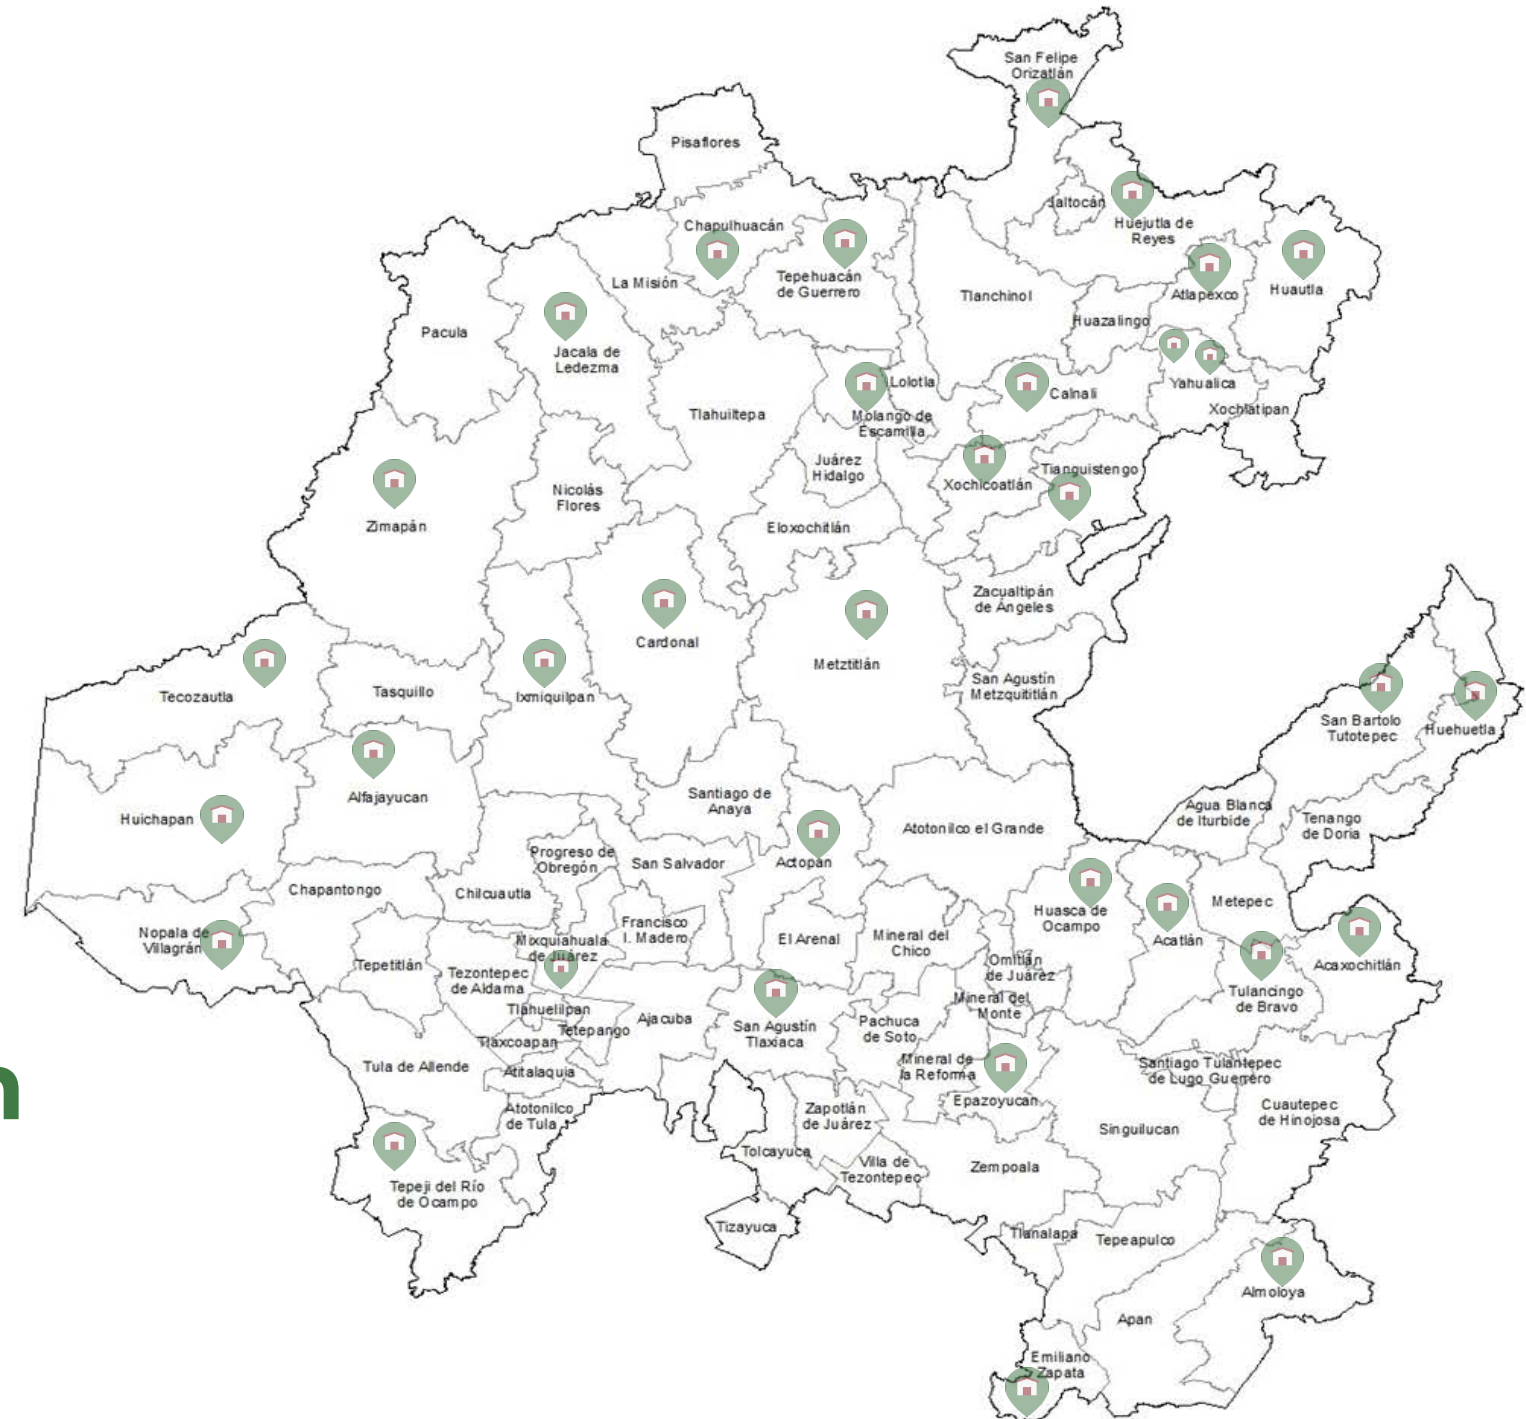 San Felipe
Orizatlán
Pisaflores
Jaltocán
Huejutla de
Reyes
Chapulhuacán
La Misión
Tepehuacán
de Guerrero
Tlanchinol
Atlapexco
Huautla
Huazalingo
Pacula
Jacala de
Ledezma
Lolotla
Calnali
Yahualica
Xochiatipan
Tlahuiltepa
Molango de
Escamilla
Juárez
Hidalgo
Xochicoatlán
Tianguistengo
Zimapán
Nicolás
Flores
Eloxochitlán
Zacualtipán
de Ángeles
Cardonal
Metztitlán
San Agustín
Metzquititlán
Tecozautla
Tasquillo
Ixmiquilpan
San Bartolo
Tutotepec
Huehuetla
Alfajayucan
Huichapan
Santiago de
Anaya
Atotonilco el Grande
Agua Blanca
de Iturbide
Tenango
de Doria
Progreso de
Obregón
San Salvador
Actopan
Chapantongo
Chilcuautla
Nopala de
Villagrán
Francisco
I. Madero
El Arenal
Mineral del
Chico
Huasca de
Ocampo
Acatlán
Metepec
Acaxochitlán
Mixquiahuala
de Juárez
Tepetitlán
Tezontepec
de Aldama
Omitlán
de Juárez
Tulancingo
de Bravo
Mineral del
Monte
Tlahuelilpan
Tetepango
Ajacuba
San Agustín
Tlaxiaca
Pachuca
de Soto
Tlaxcoapan
Tula de Allende
Atitalaquia
Mineral de
la Reforma
Epazoyucan
Santiago Tulantepec
de Lugo Guerrero
Atotonilco
de Tula
Zapotlán
de Juárez
Singuilucan
Cuautepec
de Hinojosa
n
Tolcayuca
Villa de
Tezontepec
Zempoala
Tepeji del Río
de Ocampo
Tizayuca
Tlanalapa
Tepeapulco
Almoloya
Apan
Emiliano
Zapata